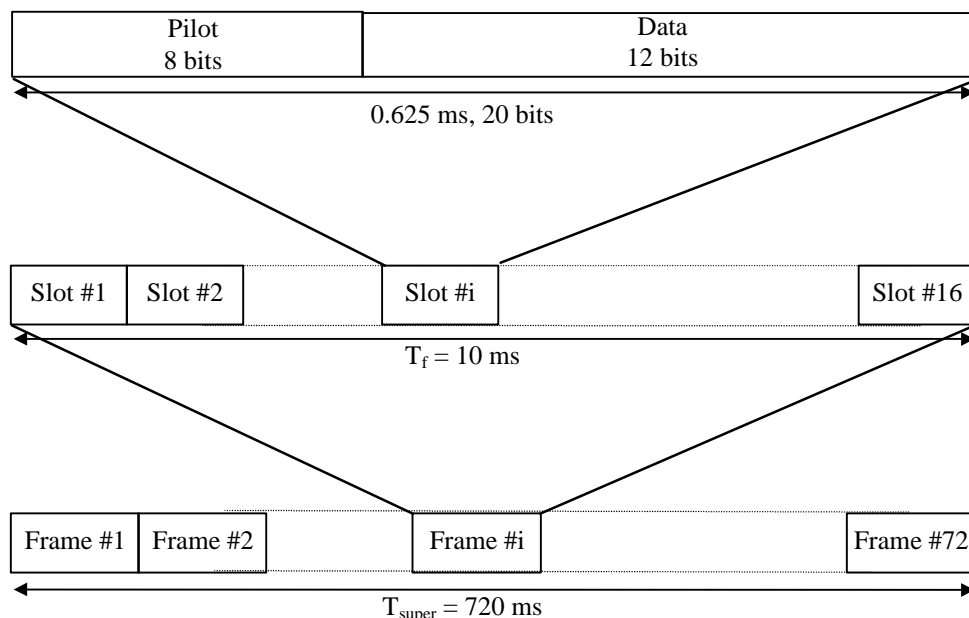 Pilot
8 bits
Data
12 bits
0.625 ms, 20 bits
Slot #1
Slot #2
Slot #i
Slot #16
T_f = 10 ms
Frame #1
Frame #2
Frame #i
Frame #72
T_super = 720 ms